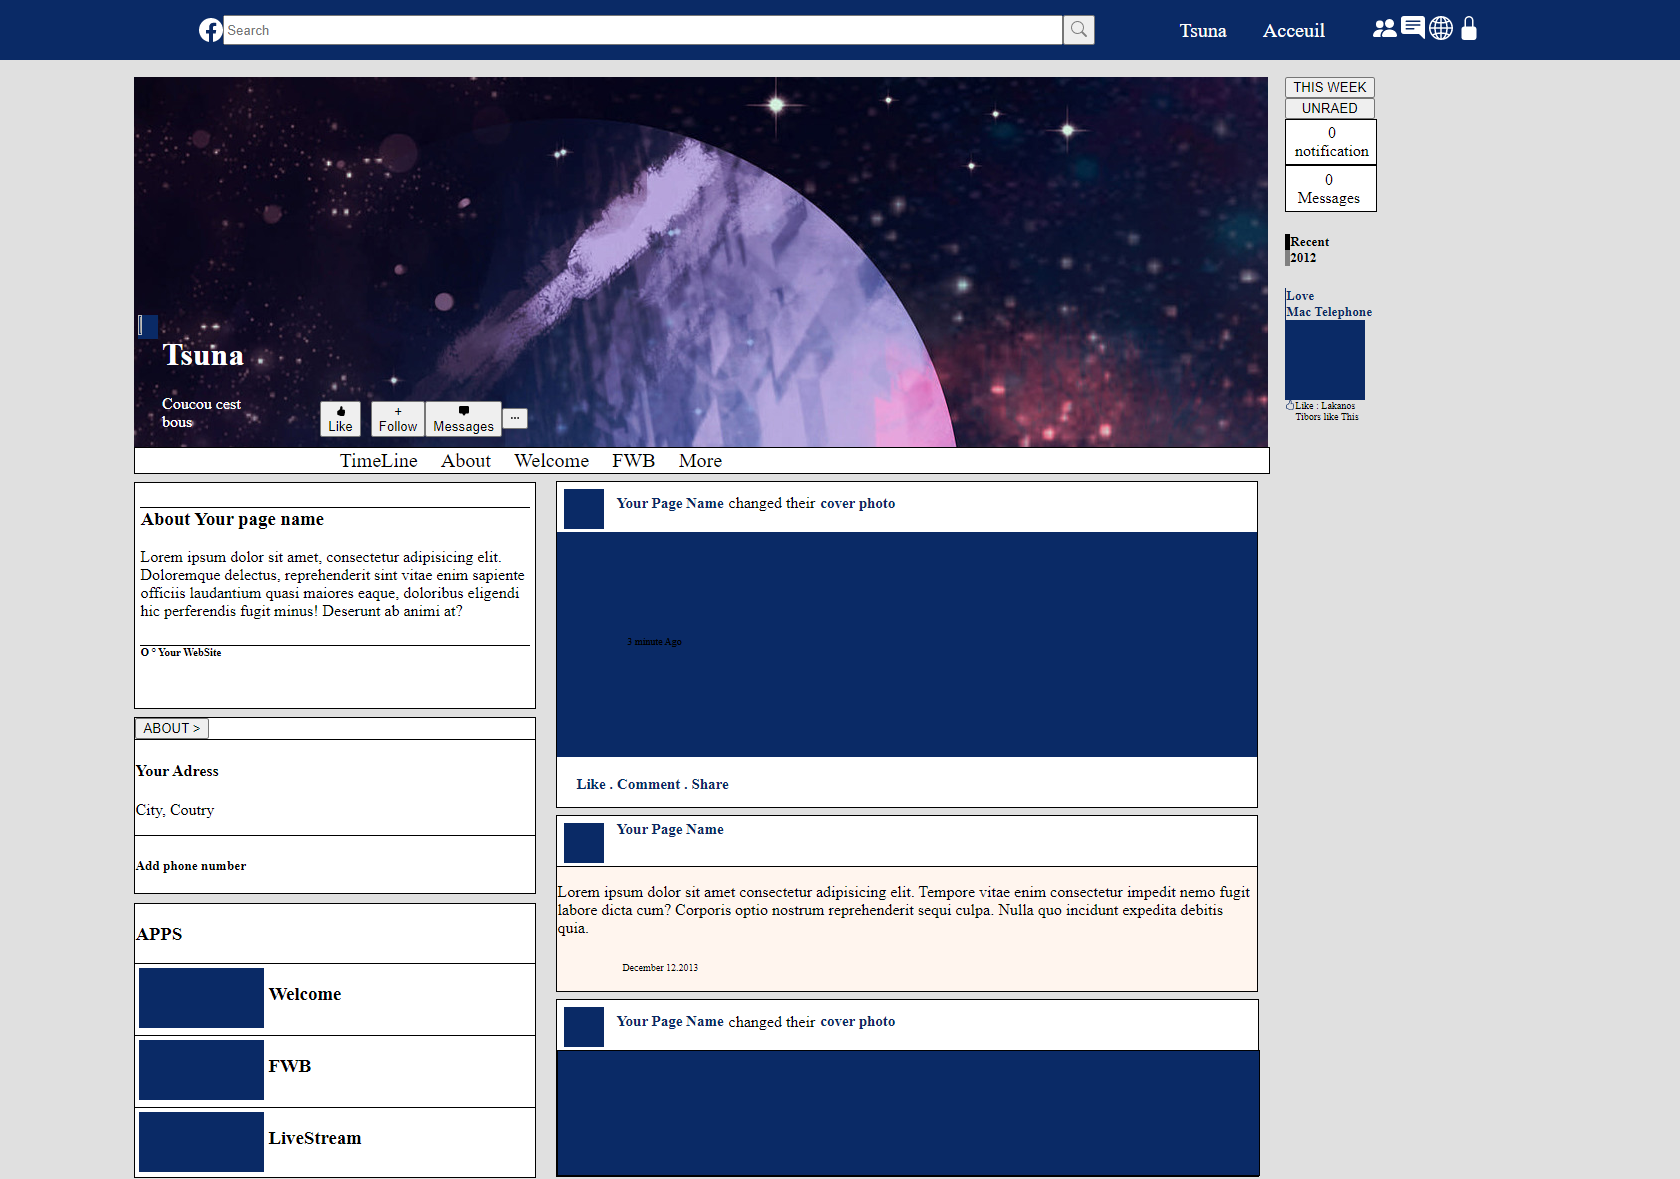 Search
Tsuna
Acceuil
THIS WEEK
UNRAED
0
notification
0
Messages
Recent
2012
Love
Mac Telephone
Like : Lakanos
Tibors like This
Tsuna
Coucou cest
bous
Like
+
Follow
Messages
...
TimeLine About Welcome FWB More
About Your page name
Lorem ipsum dolor sit amet, consectetur adipisicing elit.
Doloremque delectus, reprehenderit sint vitae enim sapiente
officiis laudantium quasi maiores eaque, doloribus eligendi
hic perferendis fugit minus! Deserunt ab animi at?
O ° Your WebSite
ABOUT >
Your Adress
City, Coutry
Add phone number
APPS
Welcome
FWB
LiveStream
Your Page Name changed their cover photo
3 minute Ago
Like . Comment . Share
Your Page Name
Lorem ipsum dolor sit amet consectetur adipisicing elit. Tempore vitae enim consectetur impedit nemo fugit
labore dicta cum? Corporis optio nostrum reprehenderit sequi culpa. Nulla quo incidunt expedita debitis
quia.
December 12.2013
Your Page Name changed their cover photo